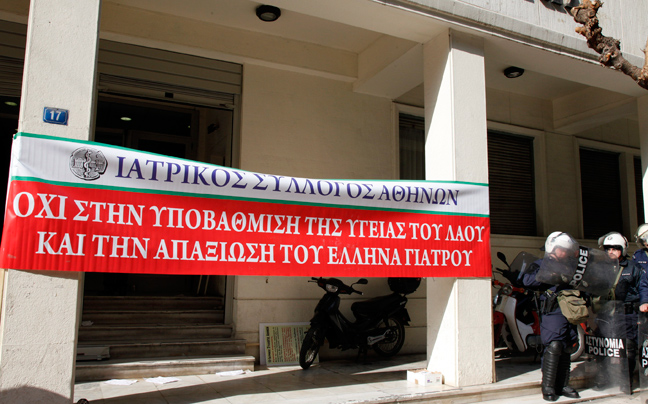 17
ΙΑΤΡΙΚΟΣ ΣΥΛΛΟΓΟΣ ΑΘΗΝΩΝ
ΟΧΙ ΣΤΗΝ ΥΠΟΒΑΘΜΙΣΗ ΤΗΣ ΥΓΕΙΑΣ ΤΟΥ ΛΑΟΥ
ΚΑΙ ΤΗΝ ΑΠΑΞΙΩΣΗ ΤΟΥ ΕΛΛΗΝΑ ΓΙΑΤΡΟΥ
POLICE
ΑΣΤΥΝΟΜΙΑ
POLICE